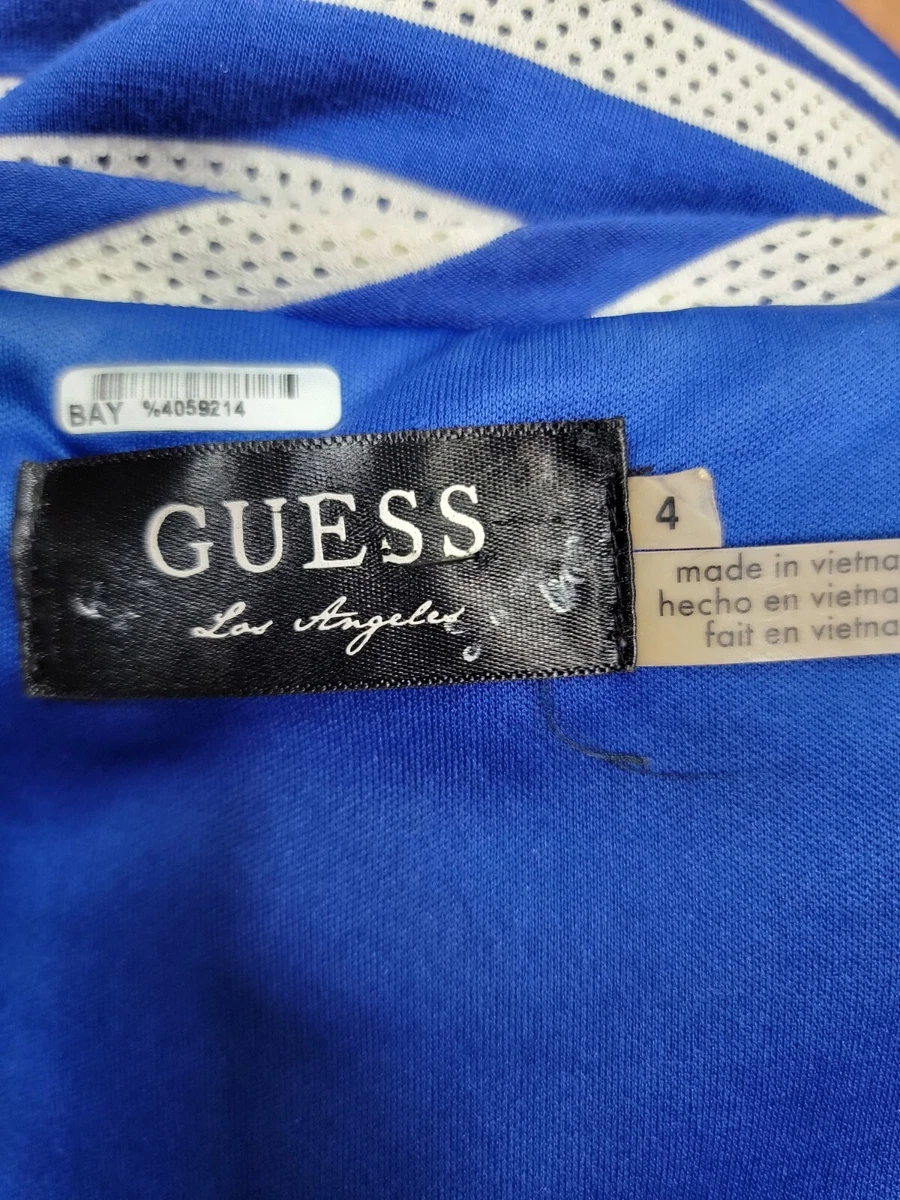 BAY %4059214
GUESS
Los Angeles
4
made in vietna
hecho en vietna
fait en vietna